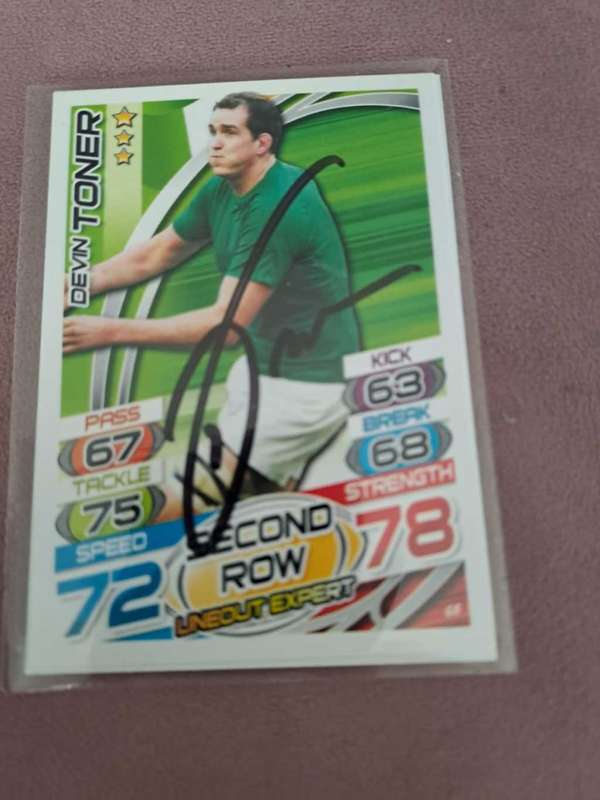 DEVIN TONER
KICK
63
PASS
67
BREAK
68
TACKLE
75
STRENGTH
78
SPEED
72
SECOND
ROW
LINEOUT EXPERT